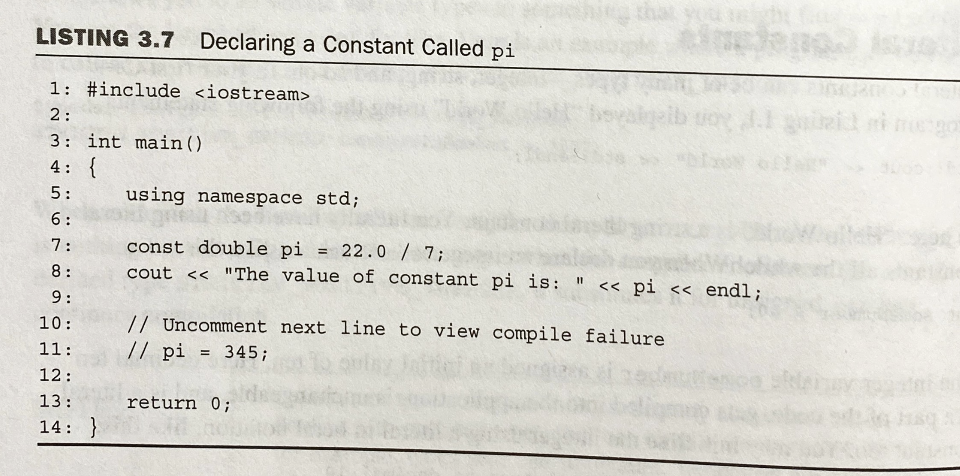 LISTING 3.7 Declaring a Constant Called pi
1: #include <iostream>
2:
3: int main()
4: {
5:    using namespace std;
6:
7:    const double pi = 22.0 / 7;
8:    cout << "The value of constant pi is: " << pi << endl;
9:
10:    // Uncomment next line to view compile failure
11:    // pi = 345;
12:
13:    return 0;
14: }